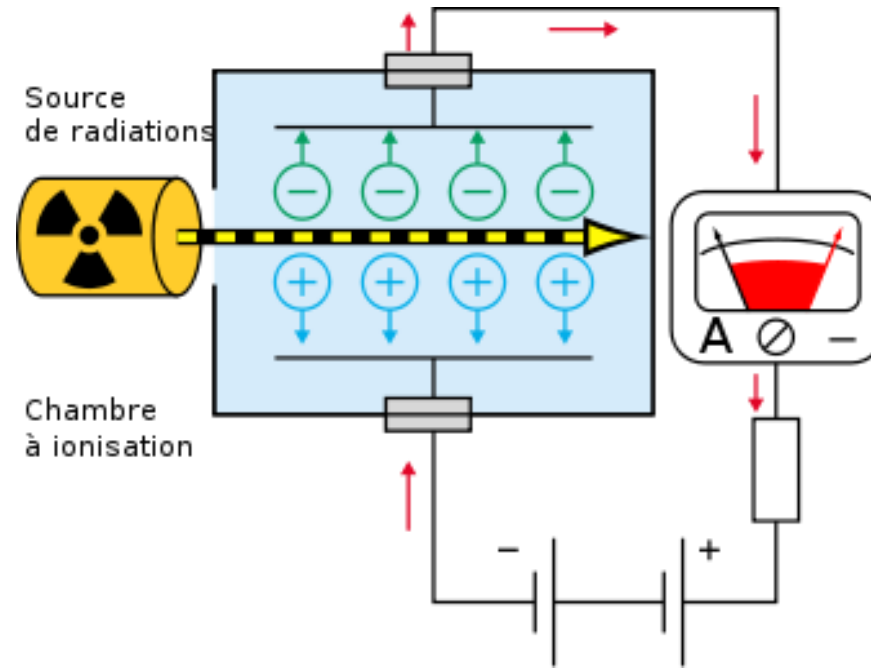 Source
de radiations
− − − −
+ + + +
A −
Chambre
à ionisation
− +